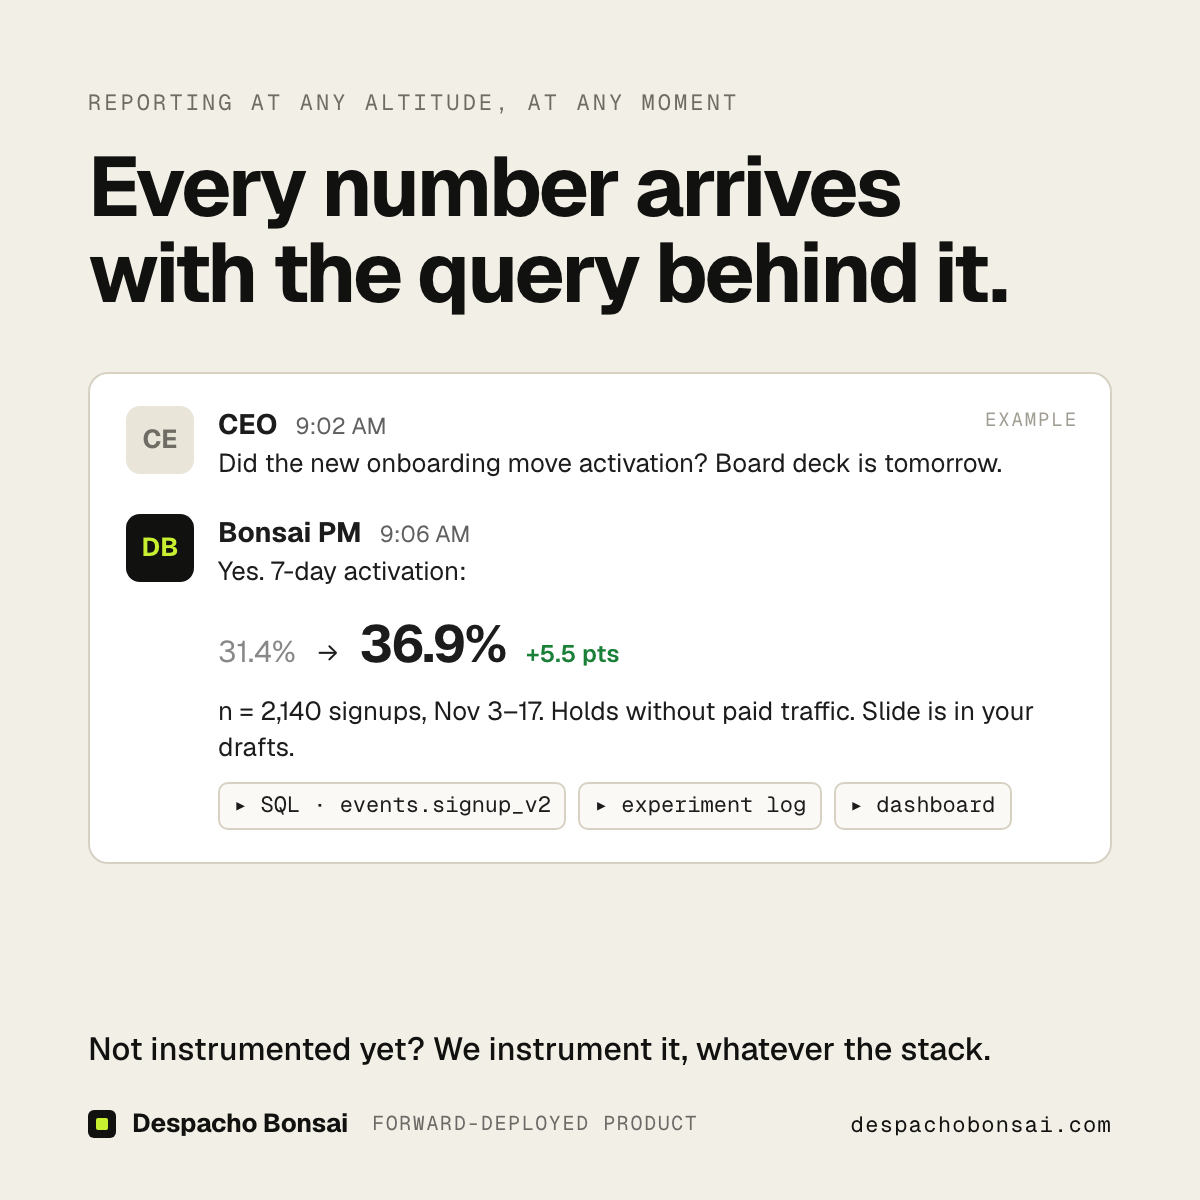 REPORTING AT ANY ALTITUDE, AT ANY MOMENT
Every number arrives
with the query behind it.
CE
CEO 9:02 AM
EXAMPLE
Did the new onboarding move activation? Board deck is tomorrow.
DB
Bonsai PM 9:06 AM
Yes. 7-day activation:
31.4% → 36.9% +5.5 pts
n = 2,140 signups, Nov 3–17. Holds without paid traffic. Slide is in your
drafts.
▸ SQL · events.signup_v2 ▸ experiment log ▸ dashboard
Not instrumented yet? We instrument it, whatever the stack.
Despacho Bonsai FORWARD-DEPLOYED PRODUCT despachobonsai.com